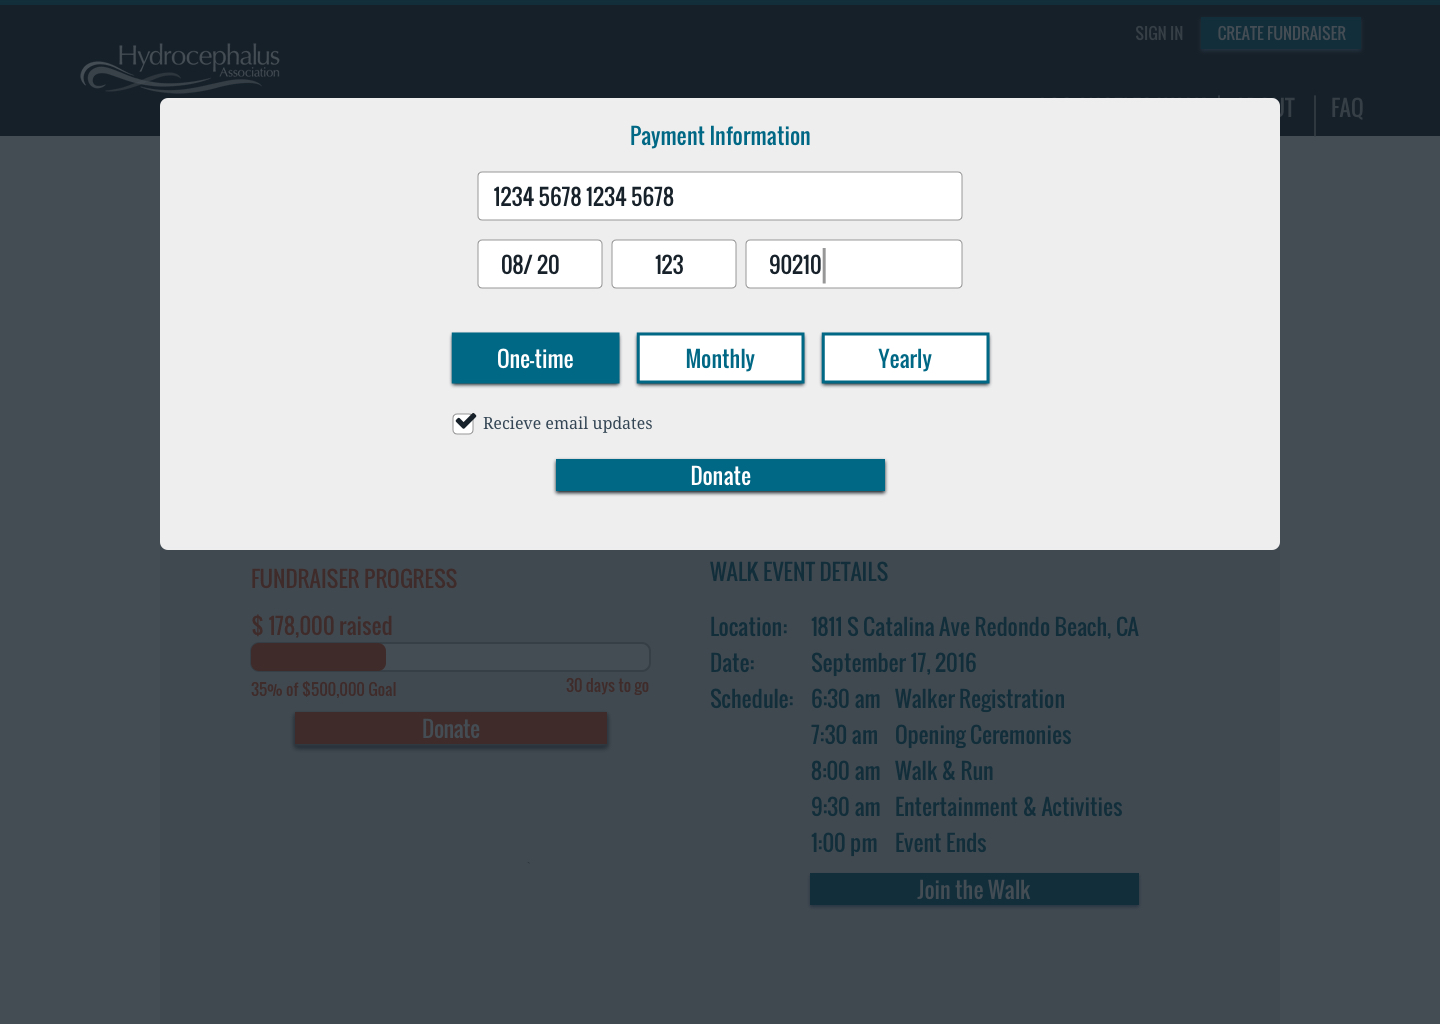 SIGN IN
CREATE FUNDRAISER
Hydrocephalus
Association
FAQ
Payment Information
1234 5678 1234 5678
08/ 20
123
90210
One-time
Monthly
Yearly
Recieve email updates
Donate
FUNDRAISER PROGRESS
$ 178,000 raised
35% of $500,000 Goal
30 days to go
Donate
WALK EVENT DETAILS
Location: 1811 S Catalina Ave Redondo Beach, CA
Date: September 17, 2016
Schedule: 6:30 am Walker Registration
7:30 am Opening Ceremonies
8:00 am Walk & Run
9:30 am Entertainment & Activities
1:00 pm Event Ends
Join the Walk